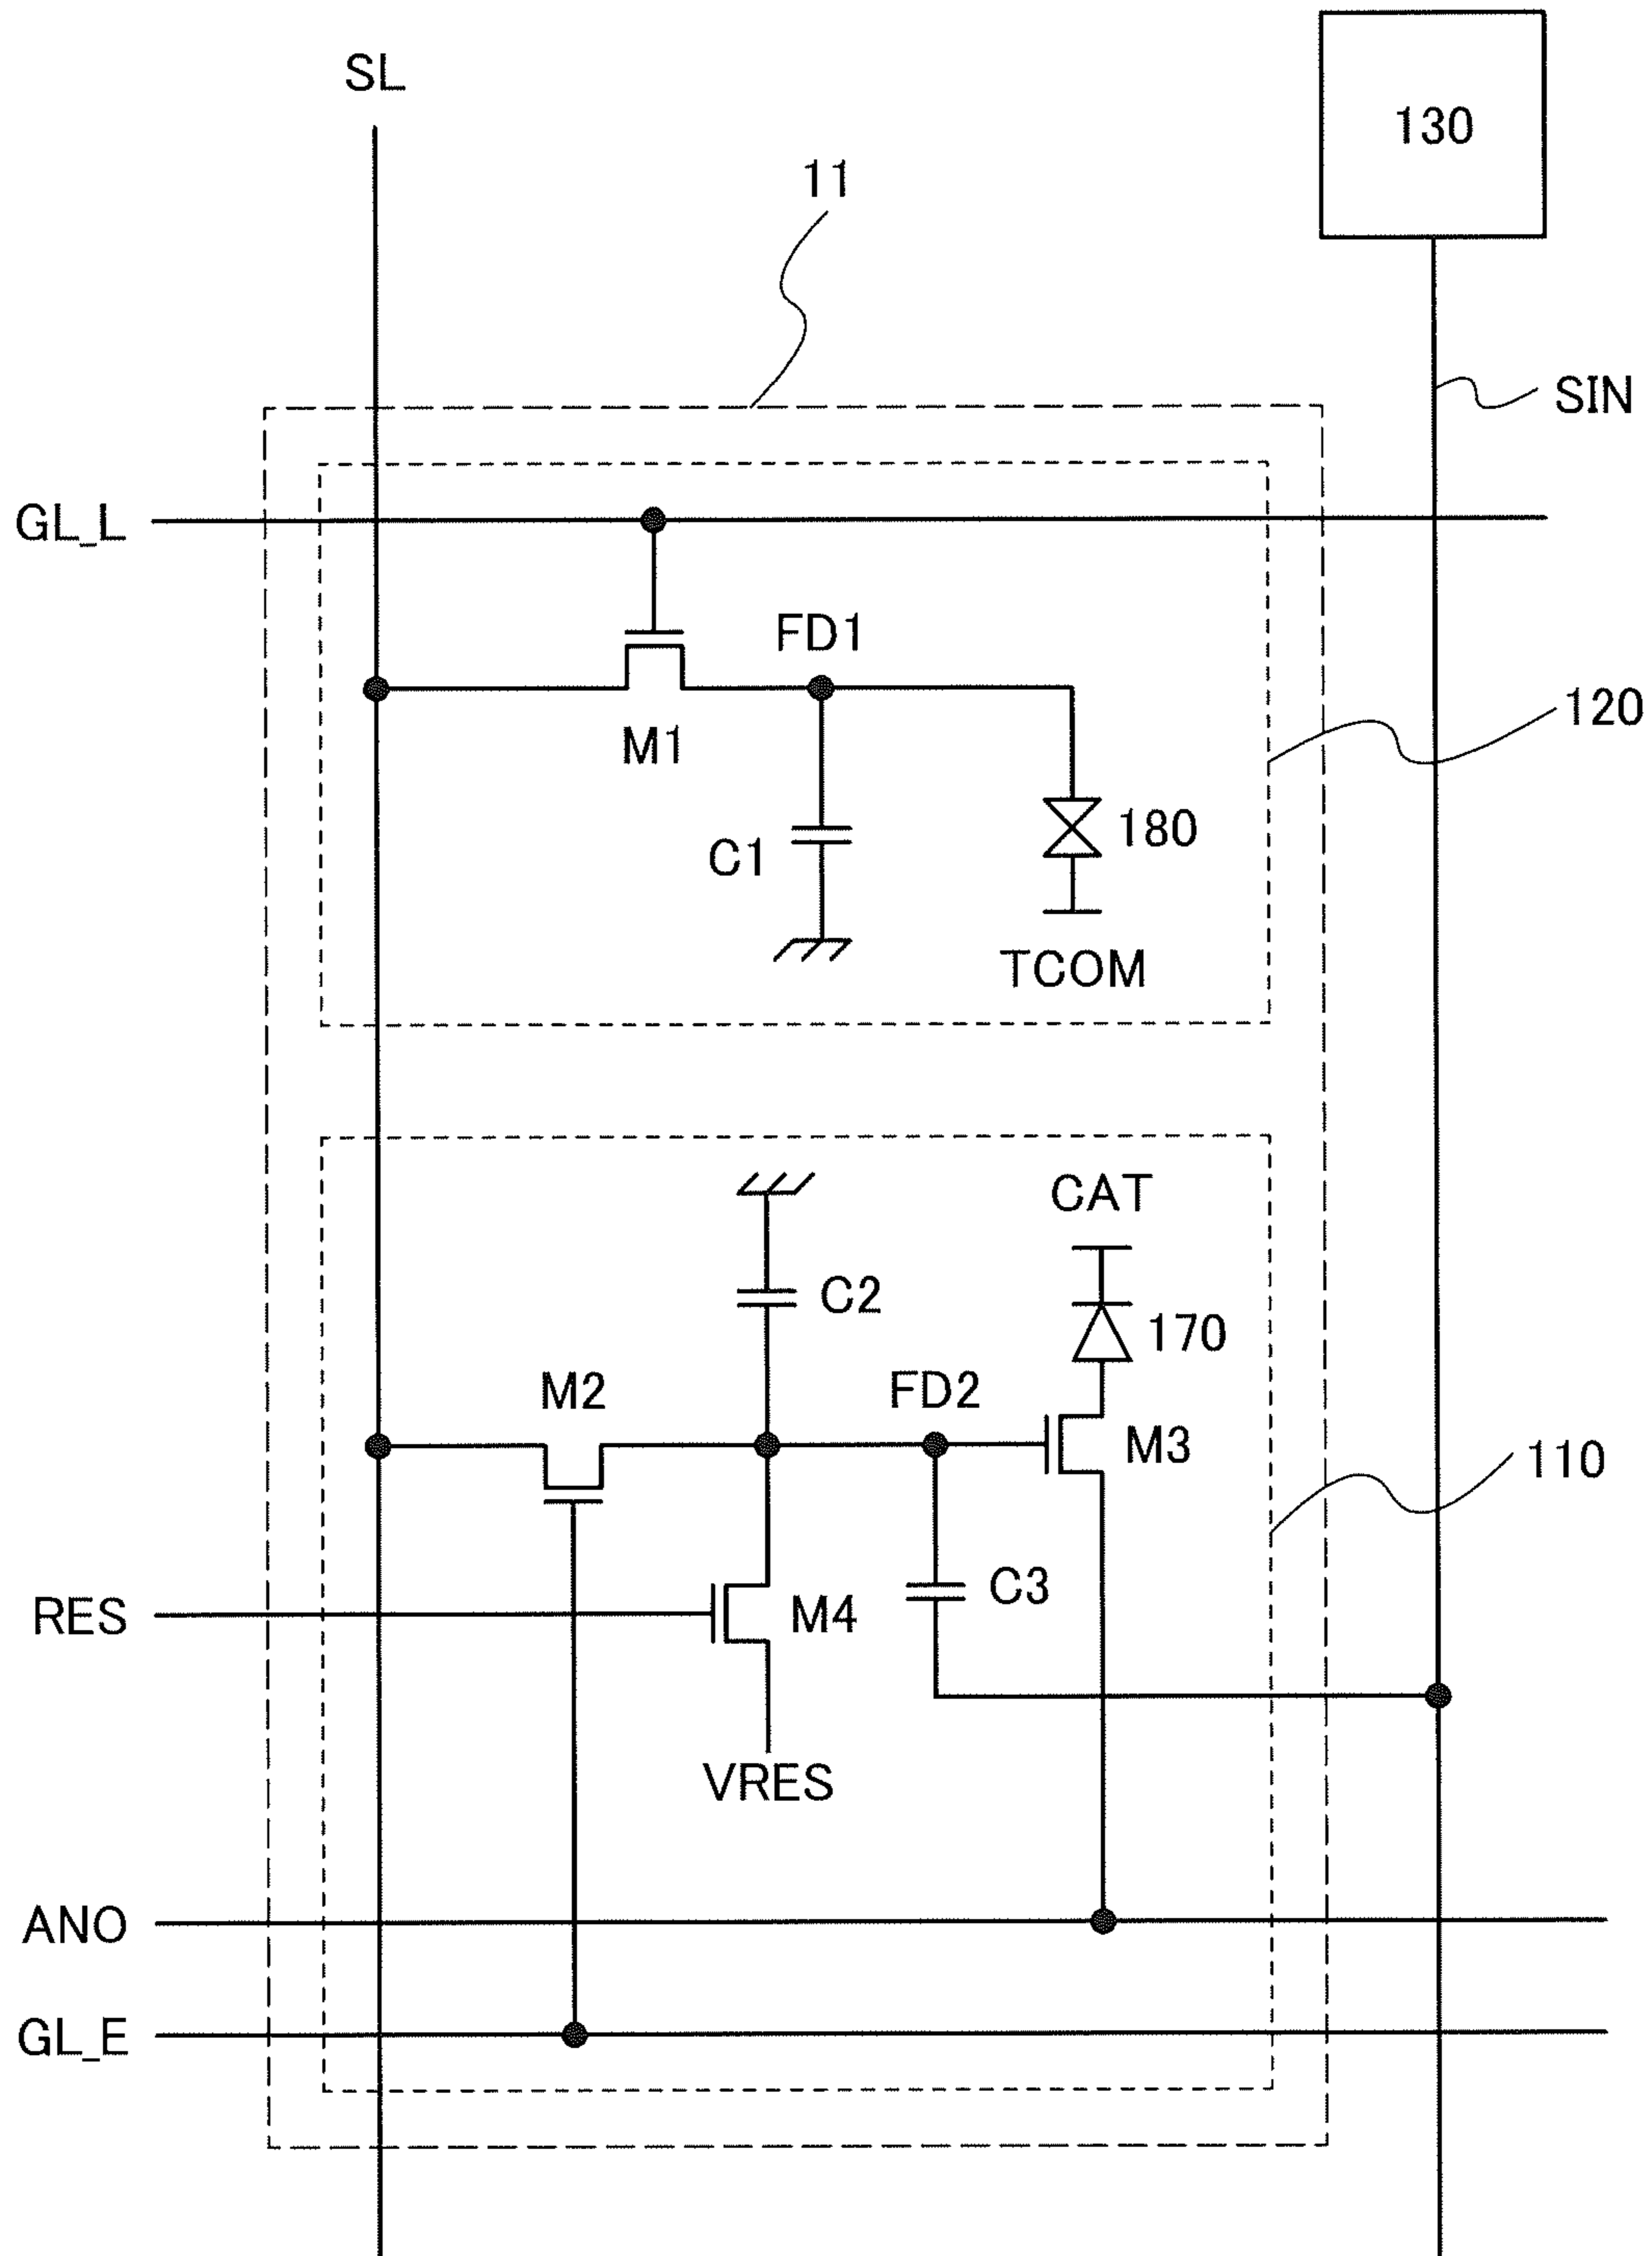 130
SL
11
SIN
GL_L
FD1
120
M1
180
C1
TCOM
CAT
C2
170
M2
FD2
M3
110
C3
RES
M4
VRES
ANO
GL_E